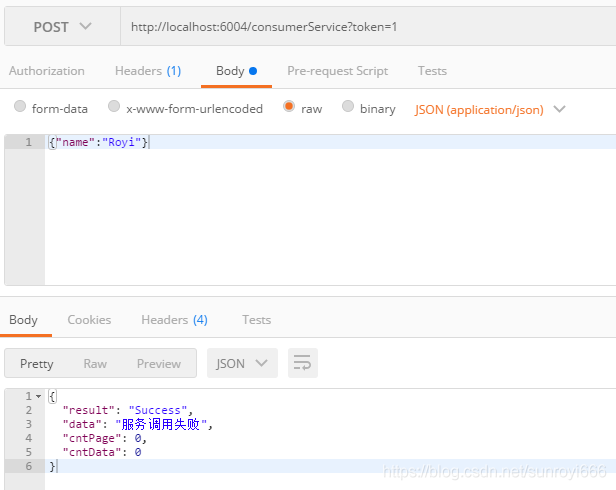 POST http://localhost:6004/consumerService?token=1
Authorization Headers (1) Body Pre-request Script Tests
form-data x-www-form-urlencoded raw binary JSON (application/json)
1 {"name":"Royi"}
Body Cookies Headers (4) Tests
Pretty Raw Preview JSON
1 {
2 "result": "Success",
3 "data": "服务调用失败",
4 "cntPage": 0,
5 "cntData": 0
6 }
https://blog.csdn.net/sunroyi666